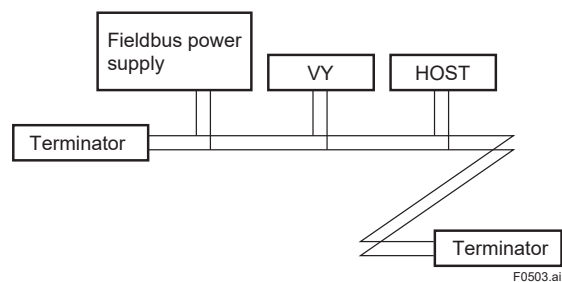 Fieldbus power
supply
VY
HOST
Terminator
Terminator
F0503.ai